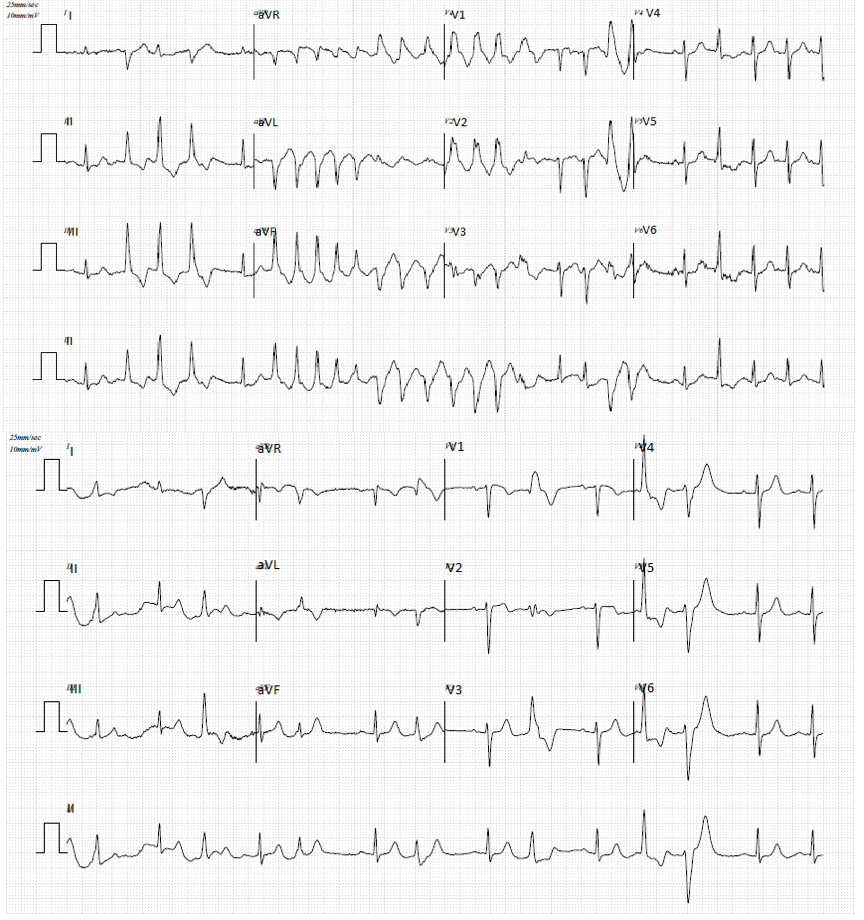 25mm/sec
10mm/mV
I aVR V1 V4
II aVL V2 V5
III aVF V3 V6
II
25mm/sec
10mm/mV
I aVR V1 V4
II aVL V2 V5
III aVF V3 V6